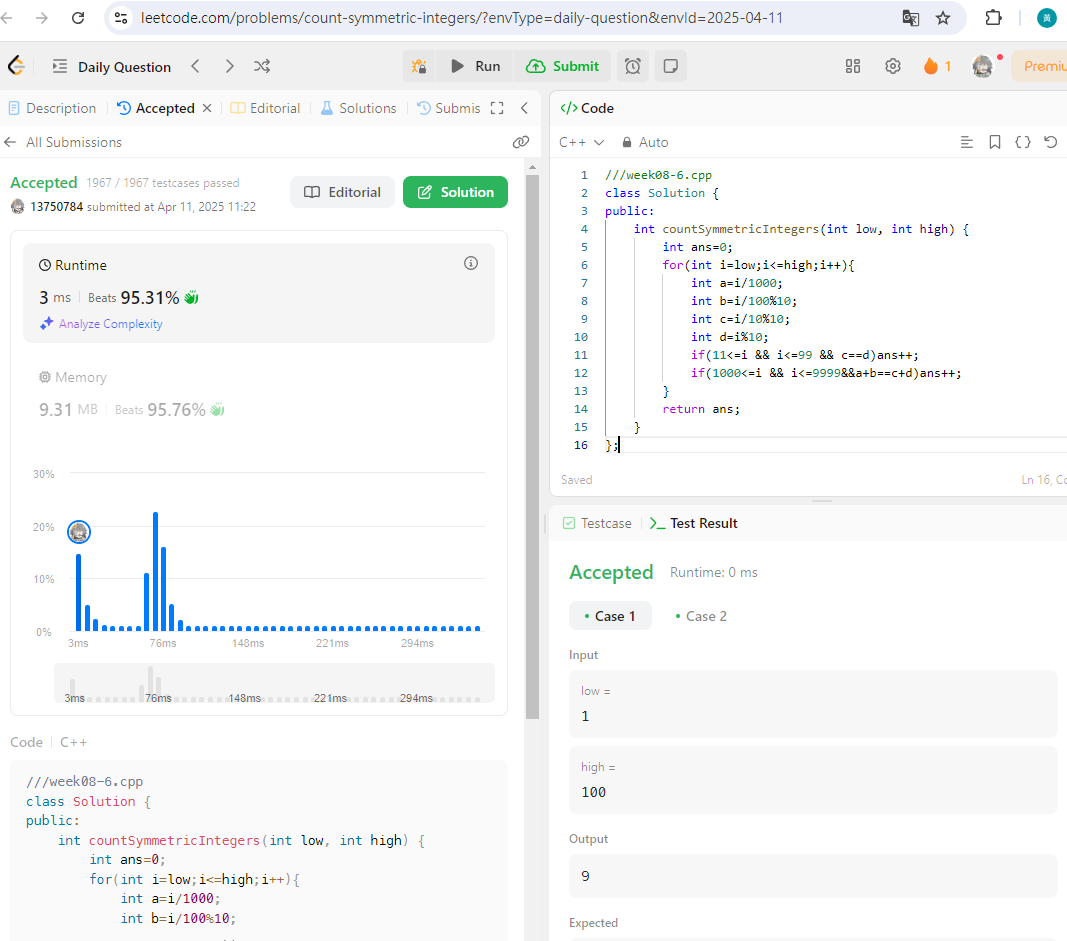 leetcode.com/problems/count-symmetric-integers/?envType=daily-question&envId=2025-04-11
黃
Daily Question
Run
Submit
1
Premiu
Description
Accepted
Editorial
Solutions
Submis
All Submissions
Accepted 1967 / 1967 testcases passed
13750784 submitted at Apr 11, 2025 11:22
Editorial
Solution
Runtime
3 ms Beats 95.31%
Analyze Complexity
Memory
9.31 MB Beats 95.76%
30%
20%
10%
0%
3ms 76ms 148ms 221ms 294ms
3ms 76ms 148ms 221ms 294ms
Code C++
///week08-6.cpp
class Solution {
public:
    int countSymmetricIntegers(int low, int high) {
        int ans=0;
        for(int i=low;i<=high;i++){
            int a=i/1000;
            int b=i/100%10;
</> Code
C++ Auto
1 ///week08-6.cpp
2 class Solution {
3 public:
4     int countSymmetricIntegers(int low, int high) {
5         int ans=0;
6         for(int i=low;i<=high;i++){
7             int a=i/1000;
8             int b=i/100%10;
9             int c=i/10%10;
10             int d=i%10;
11             if(11<=i && i<=99 && c==d)ans++;
12             if(1000<=i && i<=9999&&a+b==c+d)ans++;
13         }
14         return ans;
15     }
16 };
Saved
Ln 16, Co
Testcase
Test Result
Accepted Runtime: 0 ms
Case 1
Case 2
Input
low =
1
high =
100
Output
9
Expected